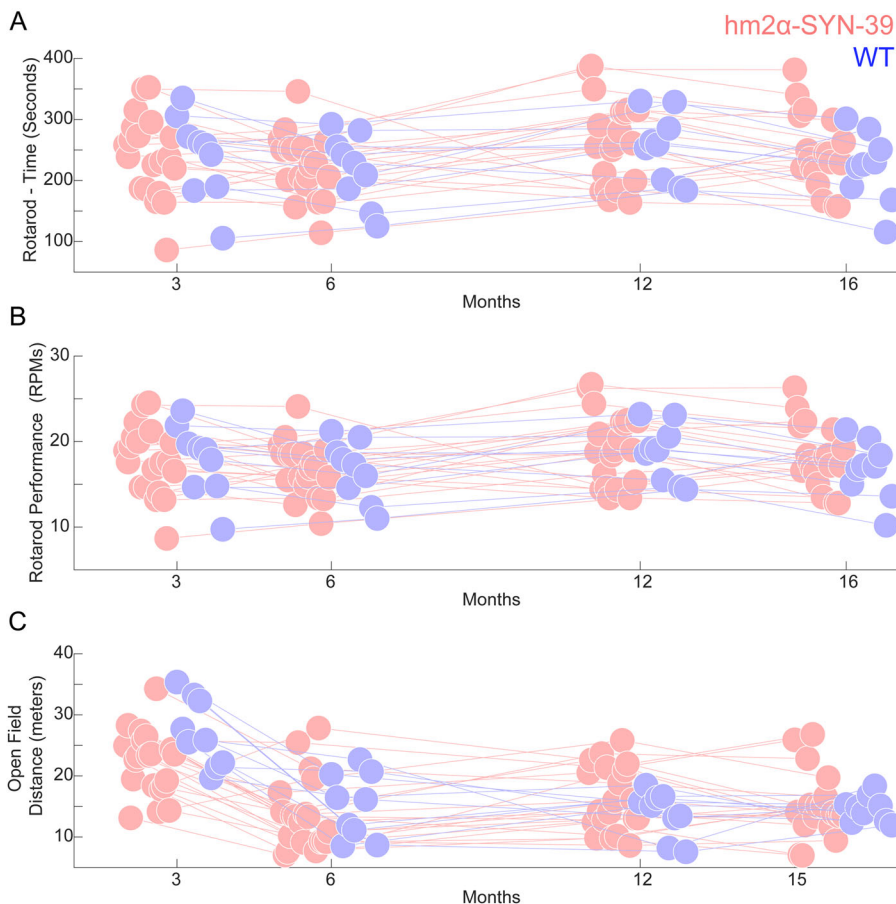 A
hm2α-SYN-39
WT
Rotarod - Time (Seconds)
400
300
200
100
3
6
12
16
Months
B
Rotarod Performance (RPMs)
30
20
10
3
6
12
16
Months
C
Open Field
Distance (meters)
40
30
20
10
3
6
12
15
Months